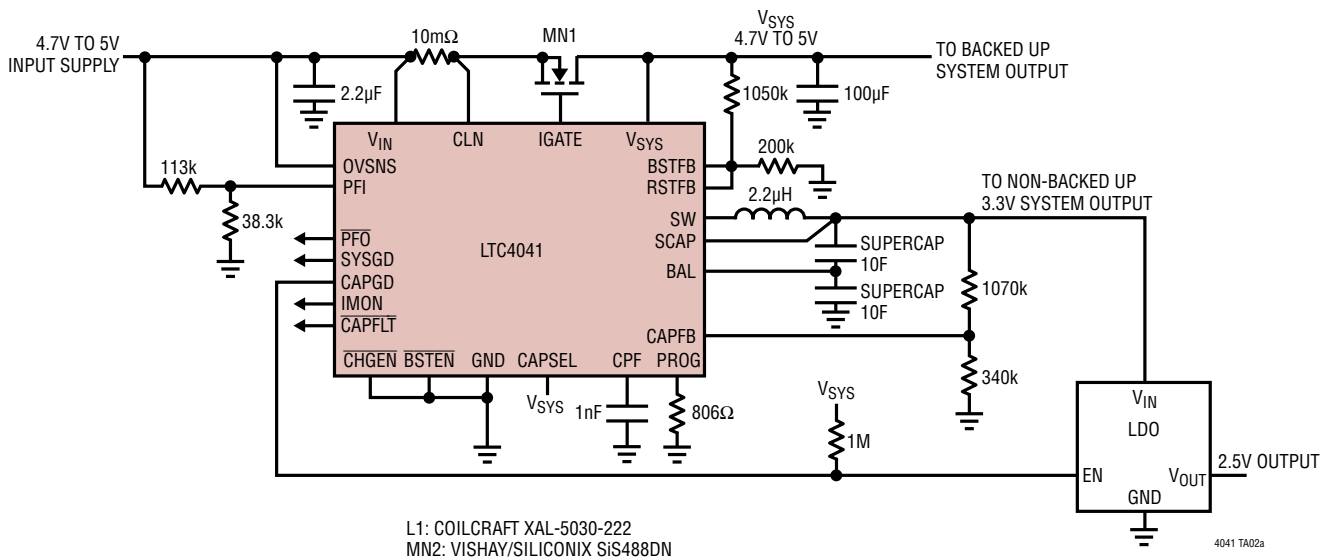 4.7V TO 5V
INPUT SUPPLY
10mΩ
MN1
VSYS
4.7V TO 5V
TO BACKED UP
SYSTEM OUTPUT
2.2µF
1050k
100µF
VIN
CLN
IGATE
VSYS
113k
OVSNS
PFI
BSTFB
RSTFB
200k
38.3k
2.2µH
TO NON-BACKED UP
3.3V SYSTEM OUTPUT
SW
SCAP
BAL
SUPERCAP
10F
SUPERCAP
10F
LTC4041
PFO
SYSGD
CAPGD
IMON
CAPFLT
1070k
CAPFB
CHGEN
BSTEN
GND
CAPSEL
CPF
PROG
340k
VSYS
1nF
806Ω
VSYS
1M
VIN
LDO
EN
VOUT
GND
2.5V OUTPUT
L1: COILCRAFT XAL-5030-222
MN2: VISHAY/SILICONIX SiS488DN
4041 TA02a